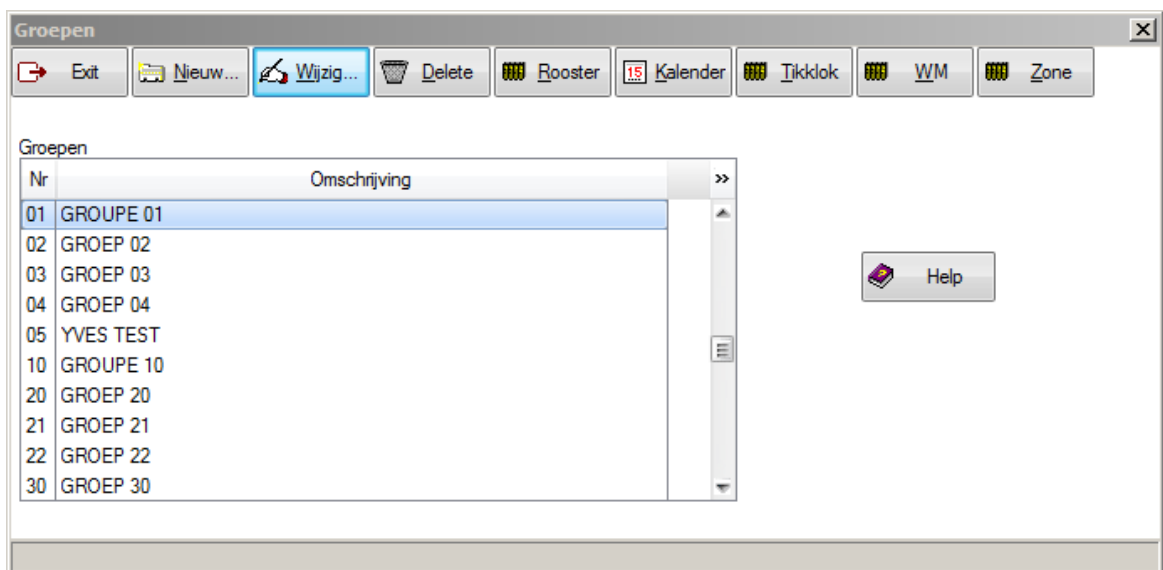 Groepen
Exit Nieuw... Wijzig... Delete Rooster 15 Kalender Tikklok WM Zone
Groepen
Nr Omschrijving »
01 GROUPE 01
02 GROEP 02
03 GROEP 03
04 GROEP 04
05 YVES TEST
10 GROUPE 10
20 GROEP 20
21 GROEP 21
22 GROEP 22
30 GROEP 30
Help